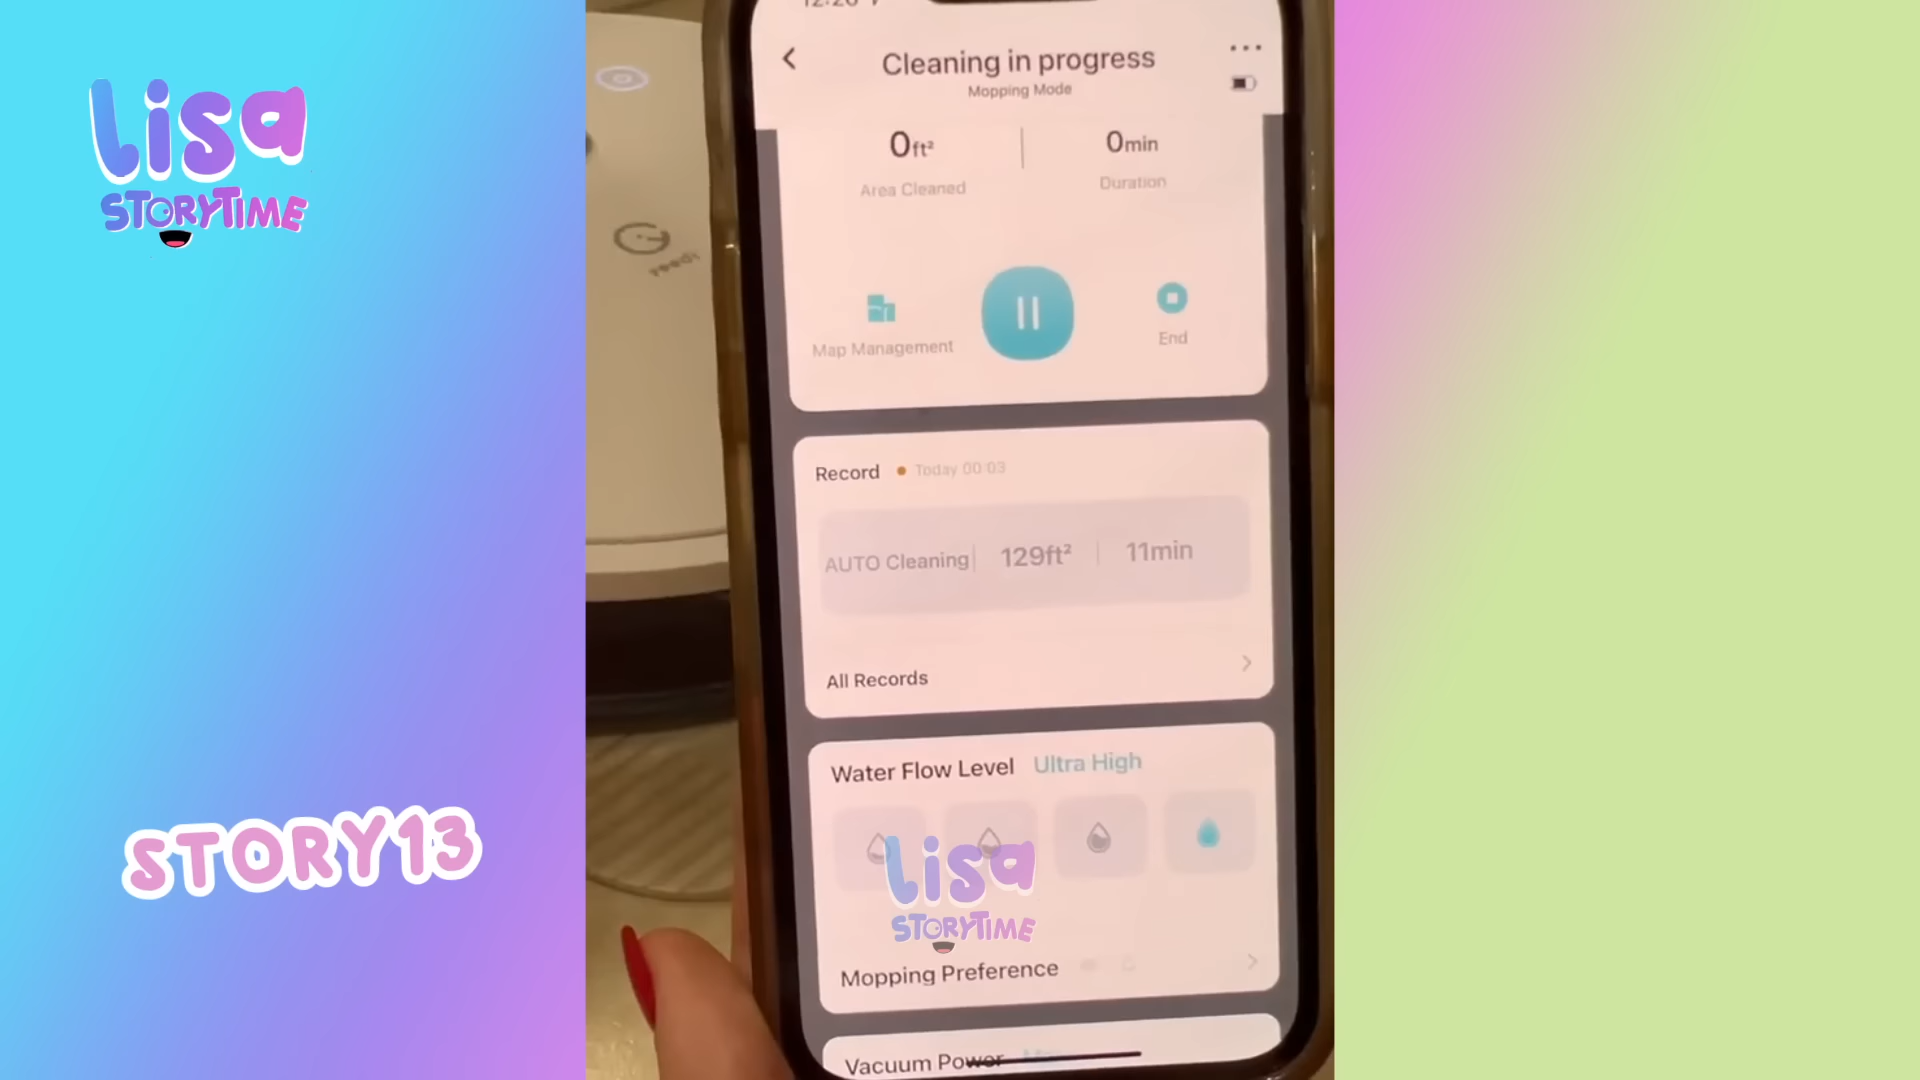 Lisa
STORYTIME
STORY13
Cleaning in progress
Mopping Mode
0ft²
0min
Area Cleaned
Duration
Map Management
End
Record
Today 00:03
AUTO Cleaning
129ft²
11min
All Records
Water Flow Level
Ultra High
Lisa
STORYTIME
Mopping Preference
Vacuum Power